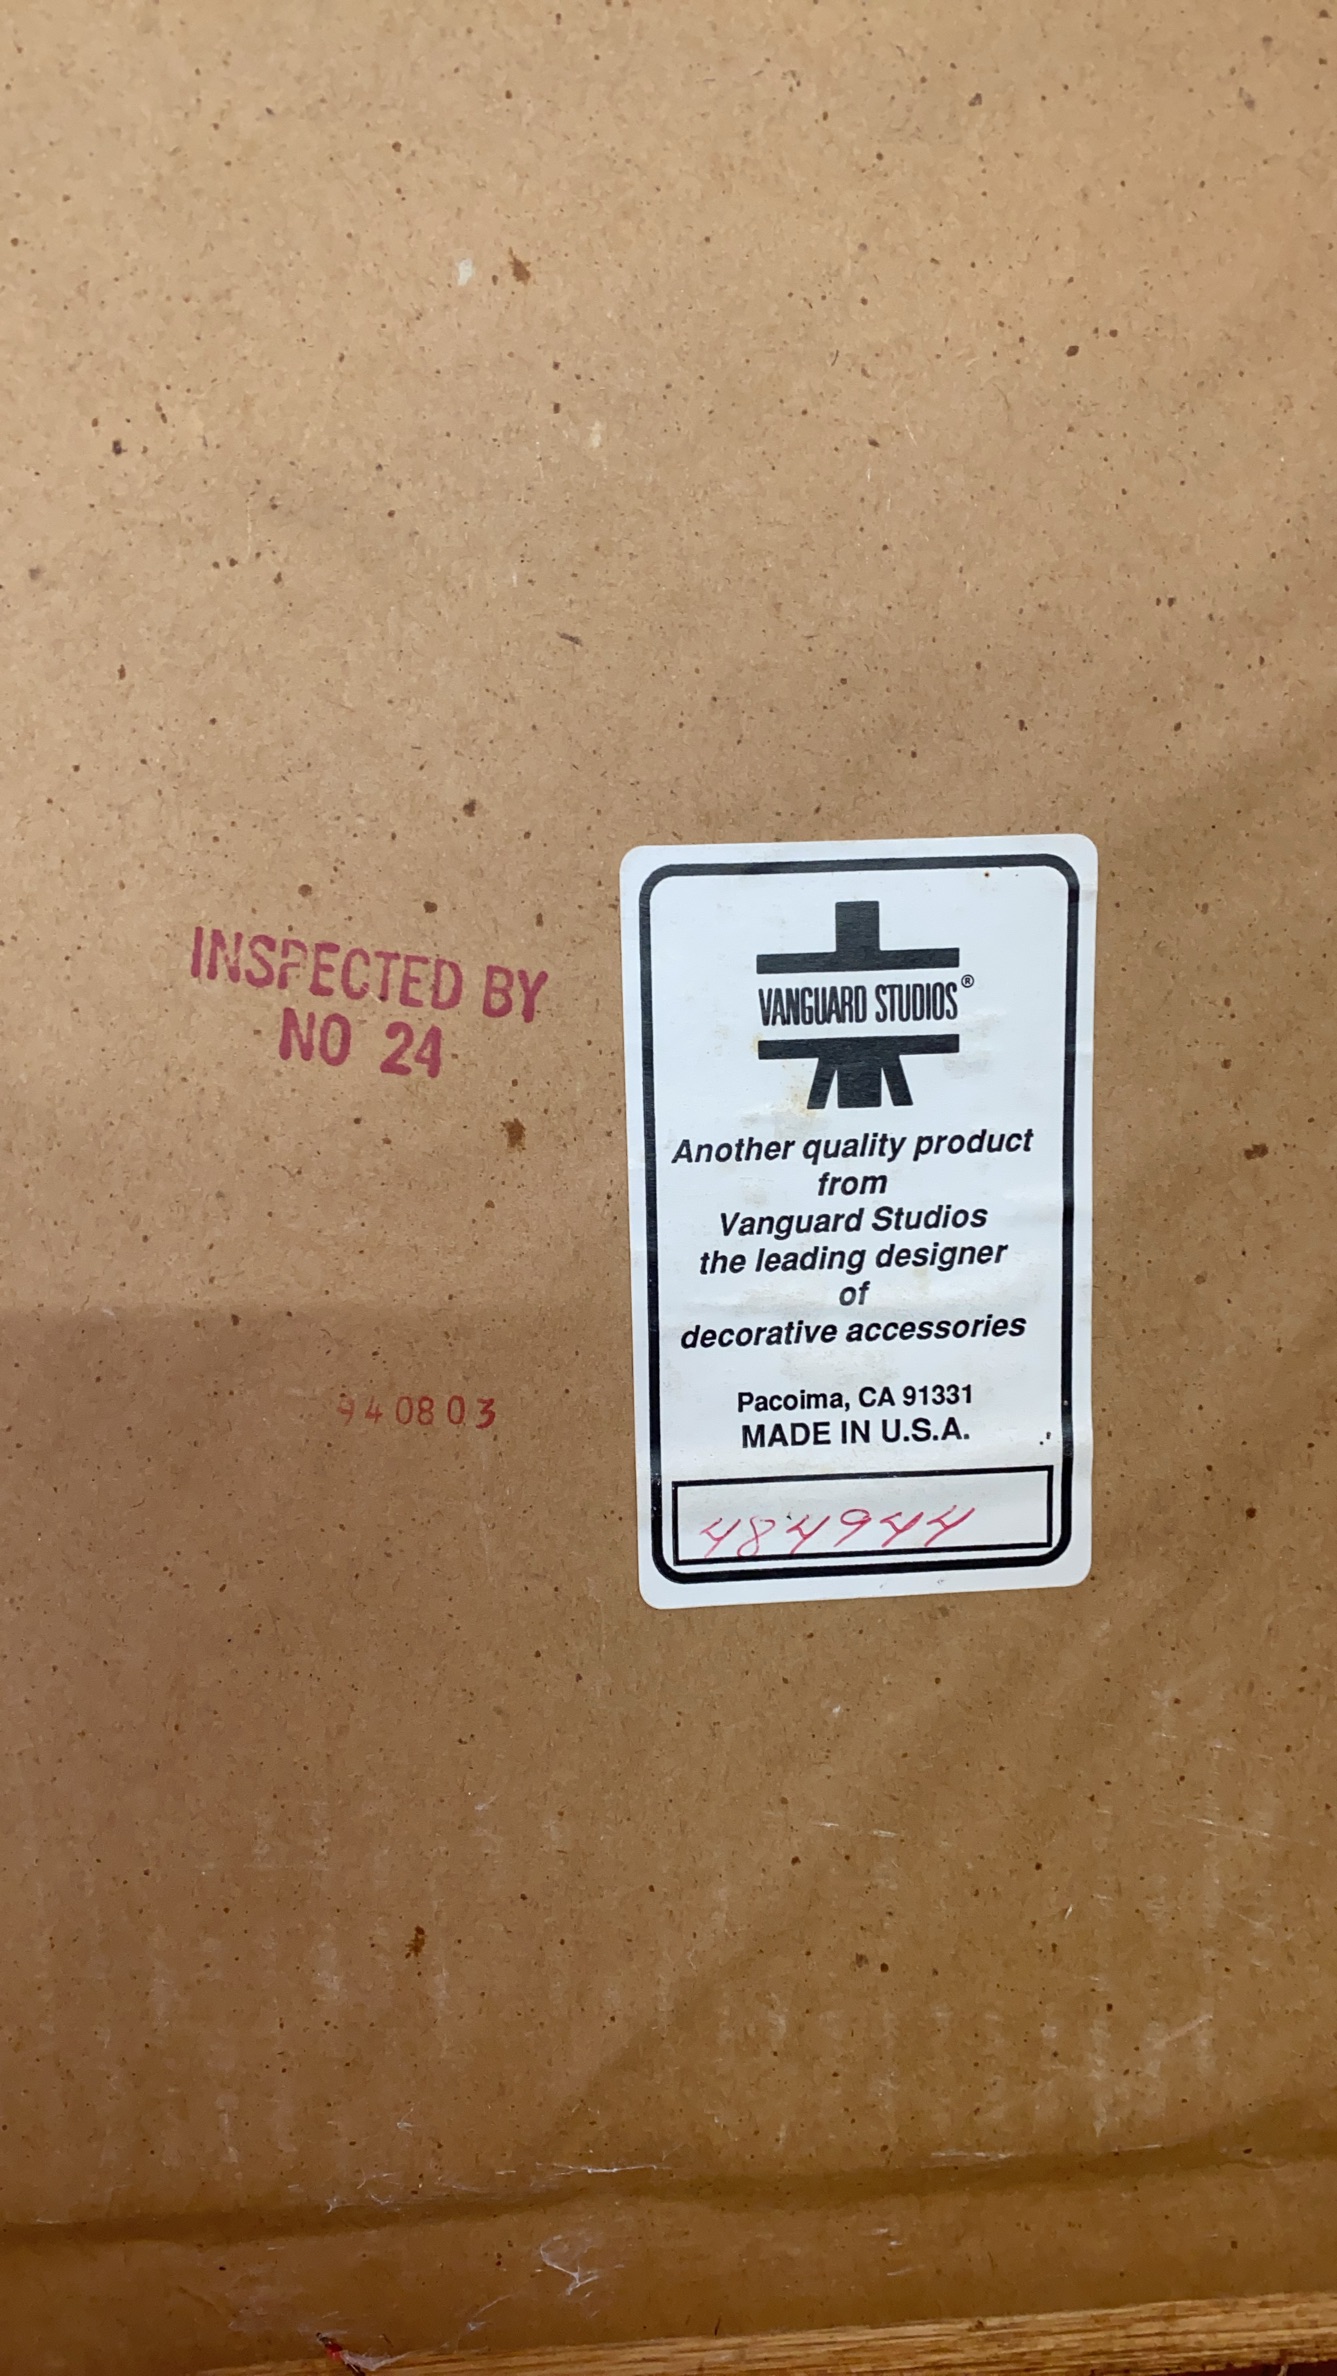 INSPECTED BY
NO 24
940803
VANGUARD STUDIOS®
Another quality product
from
Vanguard Studios
the leading designer
of
decorative accessories
Pacoima, CA 91331
MADE IN U.S.A.
484944